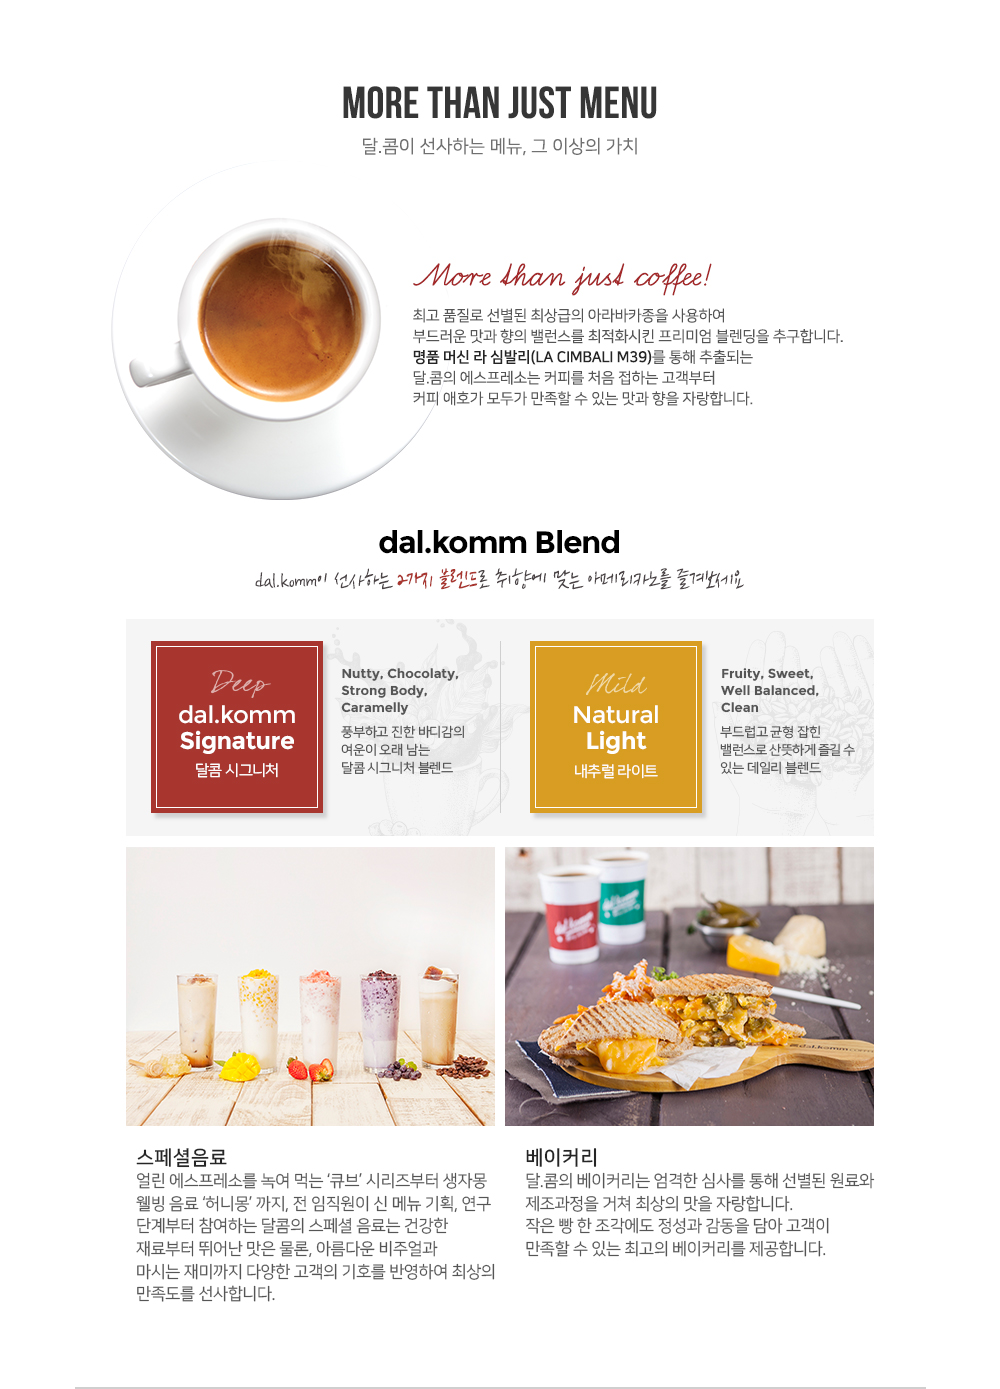 MORE THAN JUST MENU
달.콤이 선사하는 메뉴, 그 이상의 가치
More than just coffee!
최고 품질로 선별된 최상급의 아라바카종을 사용하여
부드러운 맛과 향의 밸런스를 최적화시킨 프리미엄 블렌딩을 추구합니다.
명품 머신 라 심발리(LA CIMBALI M39)를 통해 추출되는
달.콤의 에스프레소는 커피를 처음 접하는 고객부터
커피 애호가 모두가 만족할 수 있는 맛과 향을 자랑합니다.
dal.komm Blend
dal.komm이 선사하는 2가지 블렌드로 취향에 맞는 아메리카노를 즐겨보세요
Deep
dal.komm
Signature
달콤 시그니처
Nutty, Chocolaty,
Strong Body,
Caramelly
풍부하고 진한 바디감의
여운이 오래 남는
달콤 시그니처 블렌드
Mild
Natural
Light
내추럴 라이트
Fruity, Sweet,
Well Balanced,
Clean
부드럽고 균형 잡힌
밸런스로 산뜻하게 즐길 수
있는 데일리 블렌드
dal.komm
dal.komm
dal.komm
스페셜음료
얼린 에스프레소를 녹여 먹는 ‘큐브’ 시리즈부터 생자몽
웰빙 음료 ‘허니몽’ 까지, 전 임직원이 신 메뉴 기획, 연구
단계부터 참여하는 달콤의 스페셜 음료는 건강한
재료부터 뛰어난 맛은 물론, 아름다운 비주얼과
마시는 재미까지 다양한 고객의 기호를 반영하여 최상의
만족도를 선사합니다.
베이커리
달.콤의 베이커리는 엄격한 심사를 통해 선별된 원료와
제조과정을 거쳐 최상의 맛을 자랑합니다.
작은 빵 한 조각에도 정성과 감동을 담아 고객이
만족할 수 있는 최고의 베이커리를 제공합니다.